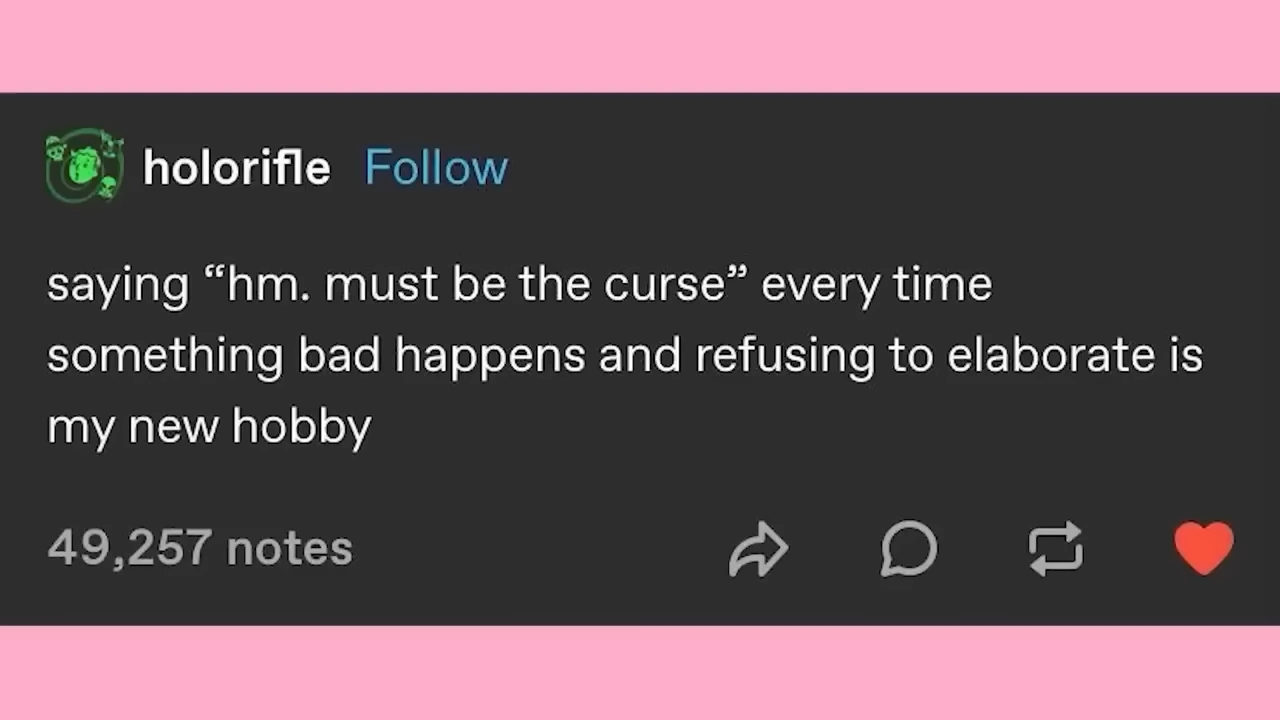 holorifle Follow
saying “hm. must be the curse” every time
something bad happens and refusing to elaborate is
my new hobby
49,257 notes